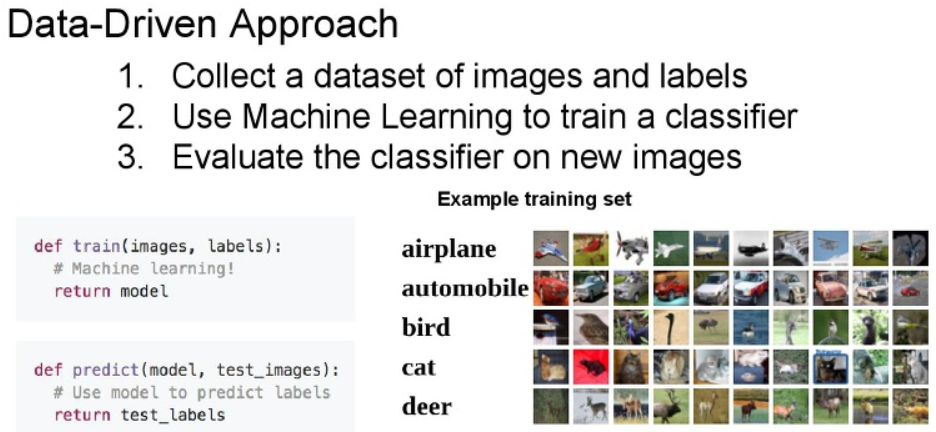 Data-Driven Approach
1. Collect a dataset of images and labels
2. Use Machine Learning to train a classifier
3. Evaluate the classifier on new images
Example training set
def train(images, labels):
# Machine learning!
return model
def predict(model, test_images):
# Use model to predict labels
return test_labels
airplane
automobile
bird
cat
deer